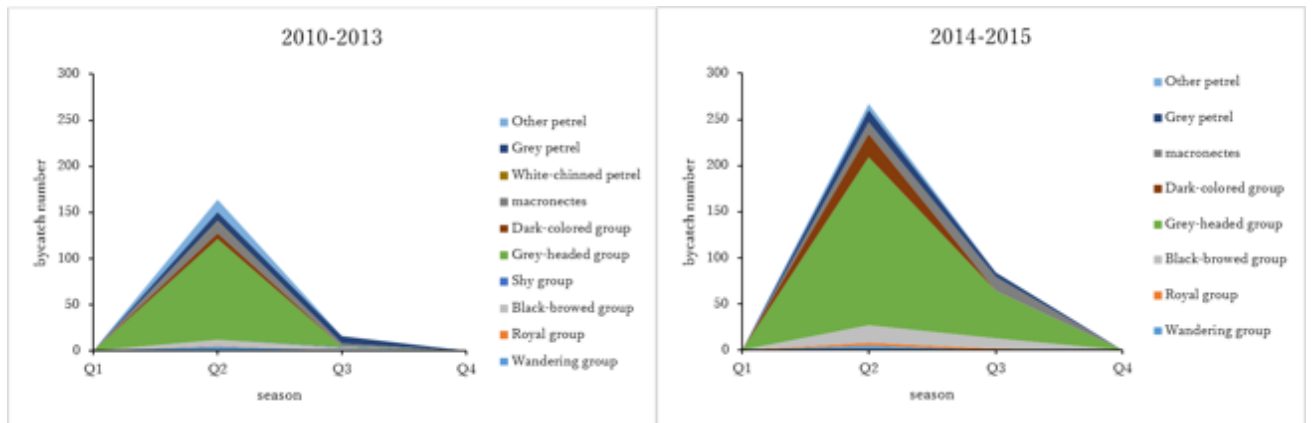 2010-2013
300
250
200
150
100
50
0
bycatch number
Q1 Q2 Q3 Q4
season
Other petrel
Grey petrel
White-chinned petrel
macronectes
Dark-colored group
Grey-headed group
Shy group
Black-browed group
Royal group
Wandering group
2014-2015
300
250
200
150
100
50
0
bycatch number
Q1 Q2 Q3 Q4
season
Other petrel
Grey petrel
macronectes
Dark-colored group
Grey-headed group
Black-browed group
Royal group
Wandering group